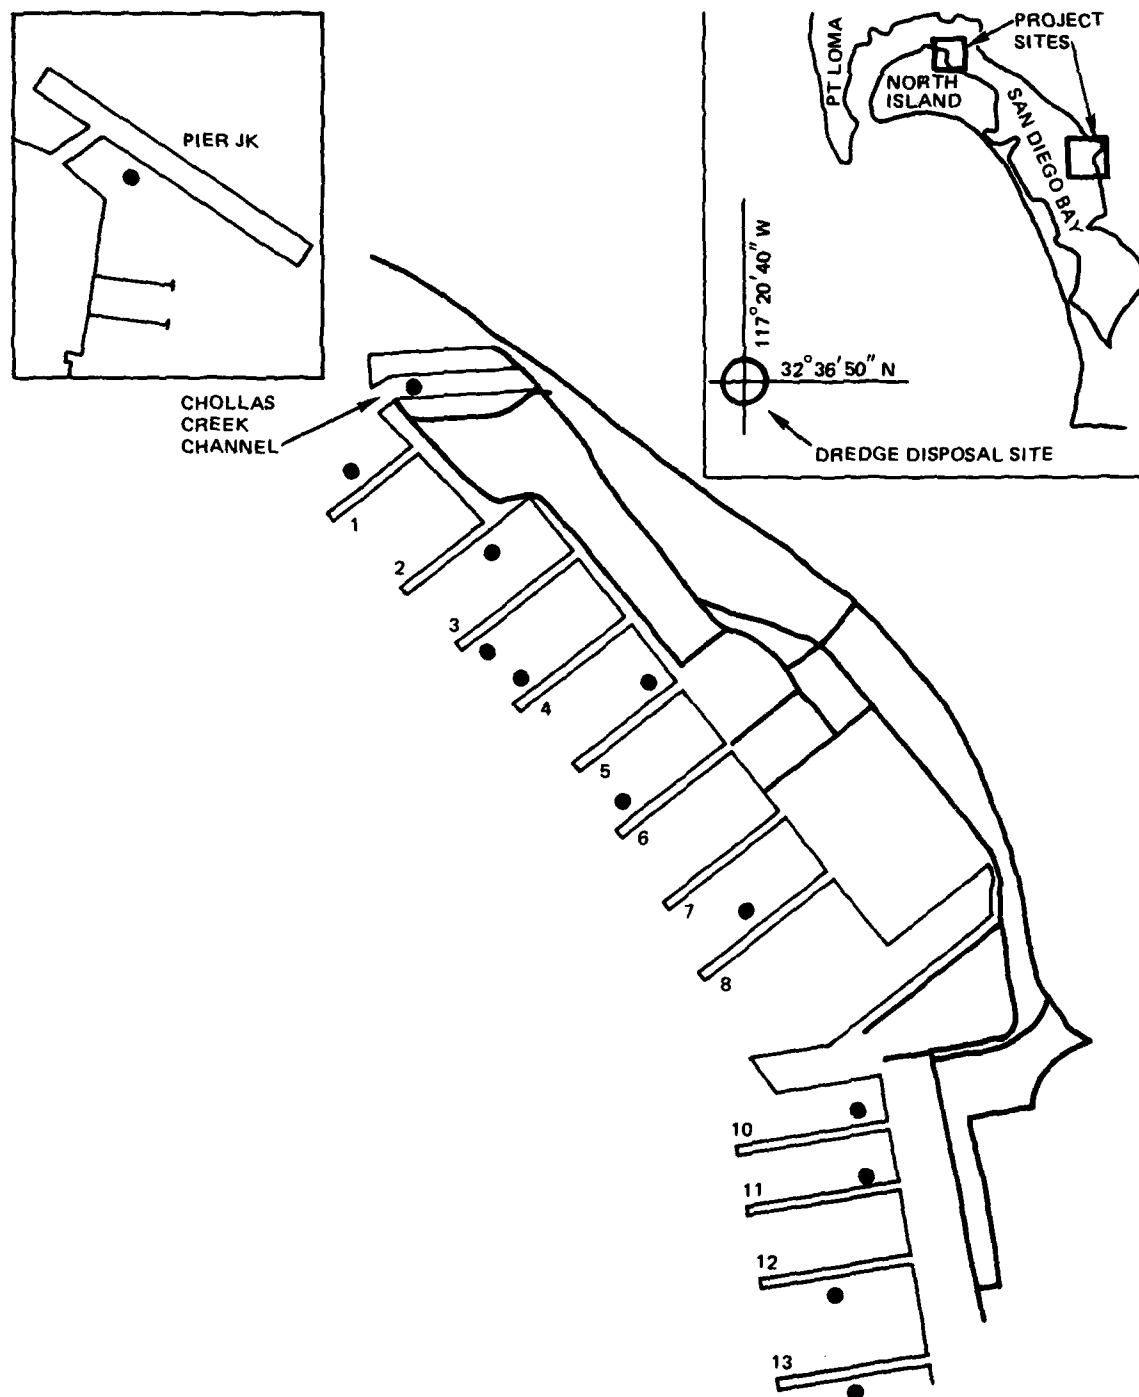 PIER JK
PROJECT
SITES
PT LOMA
NORTH
ISLAND
SAN DIEGO BAY
117°20'40" W
32°36'50" N
DREDGE DISPOSAL SITE
CHOLLAS
CREEK
CHANNEL
1
2
3
4
5
6
7
8
10
11
12
13